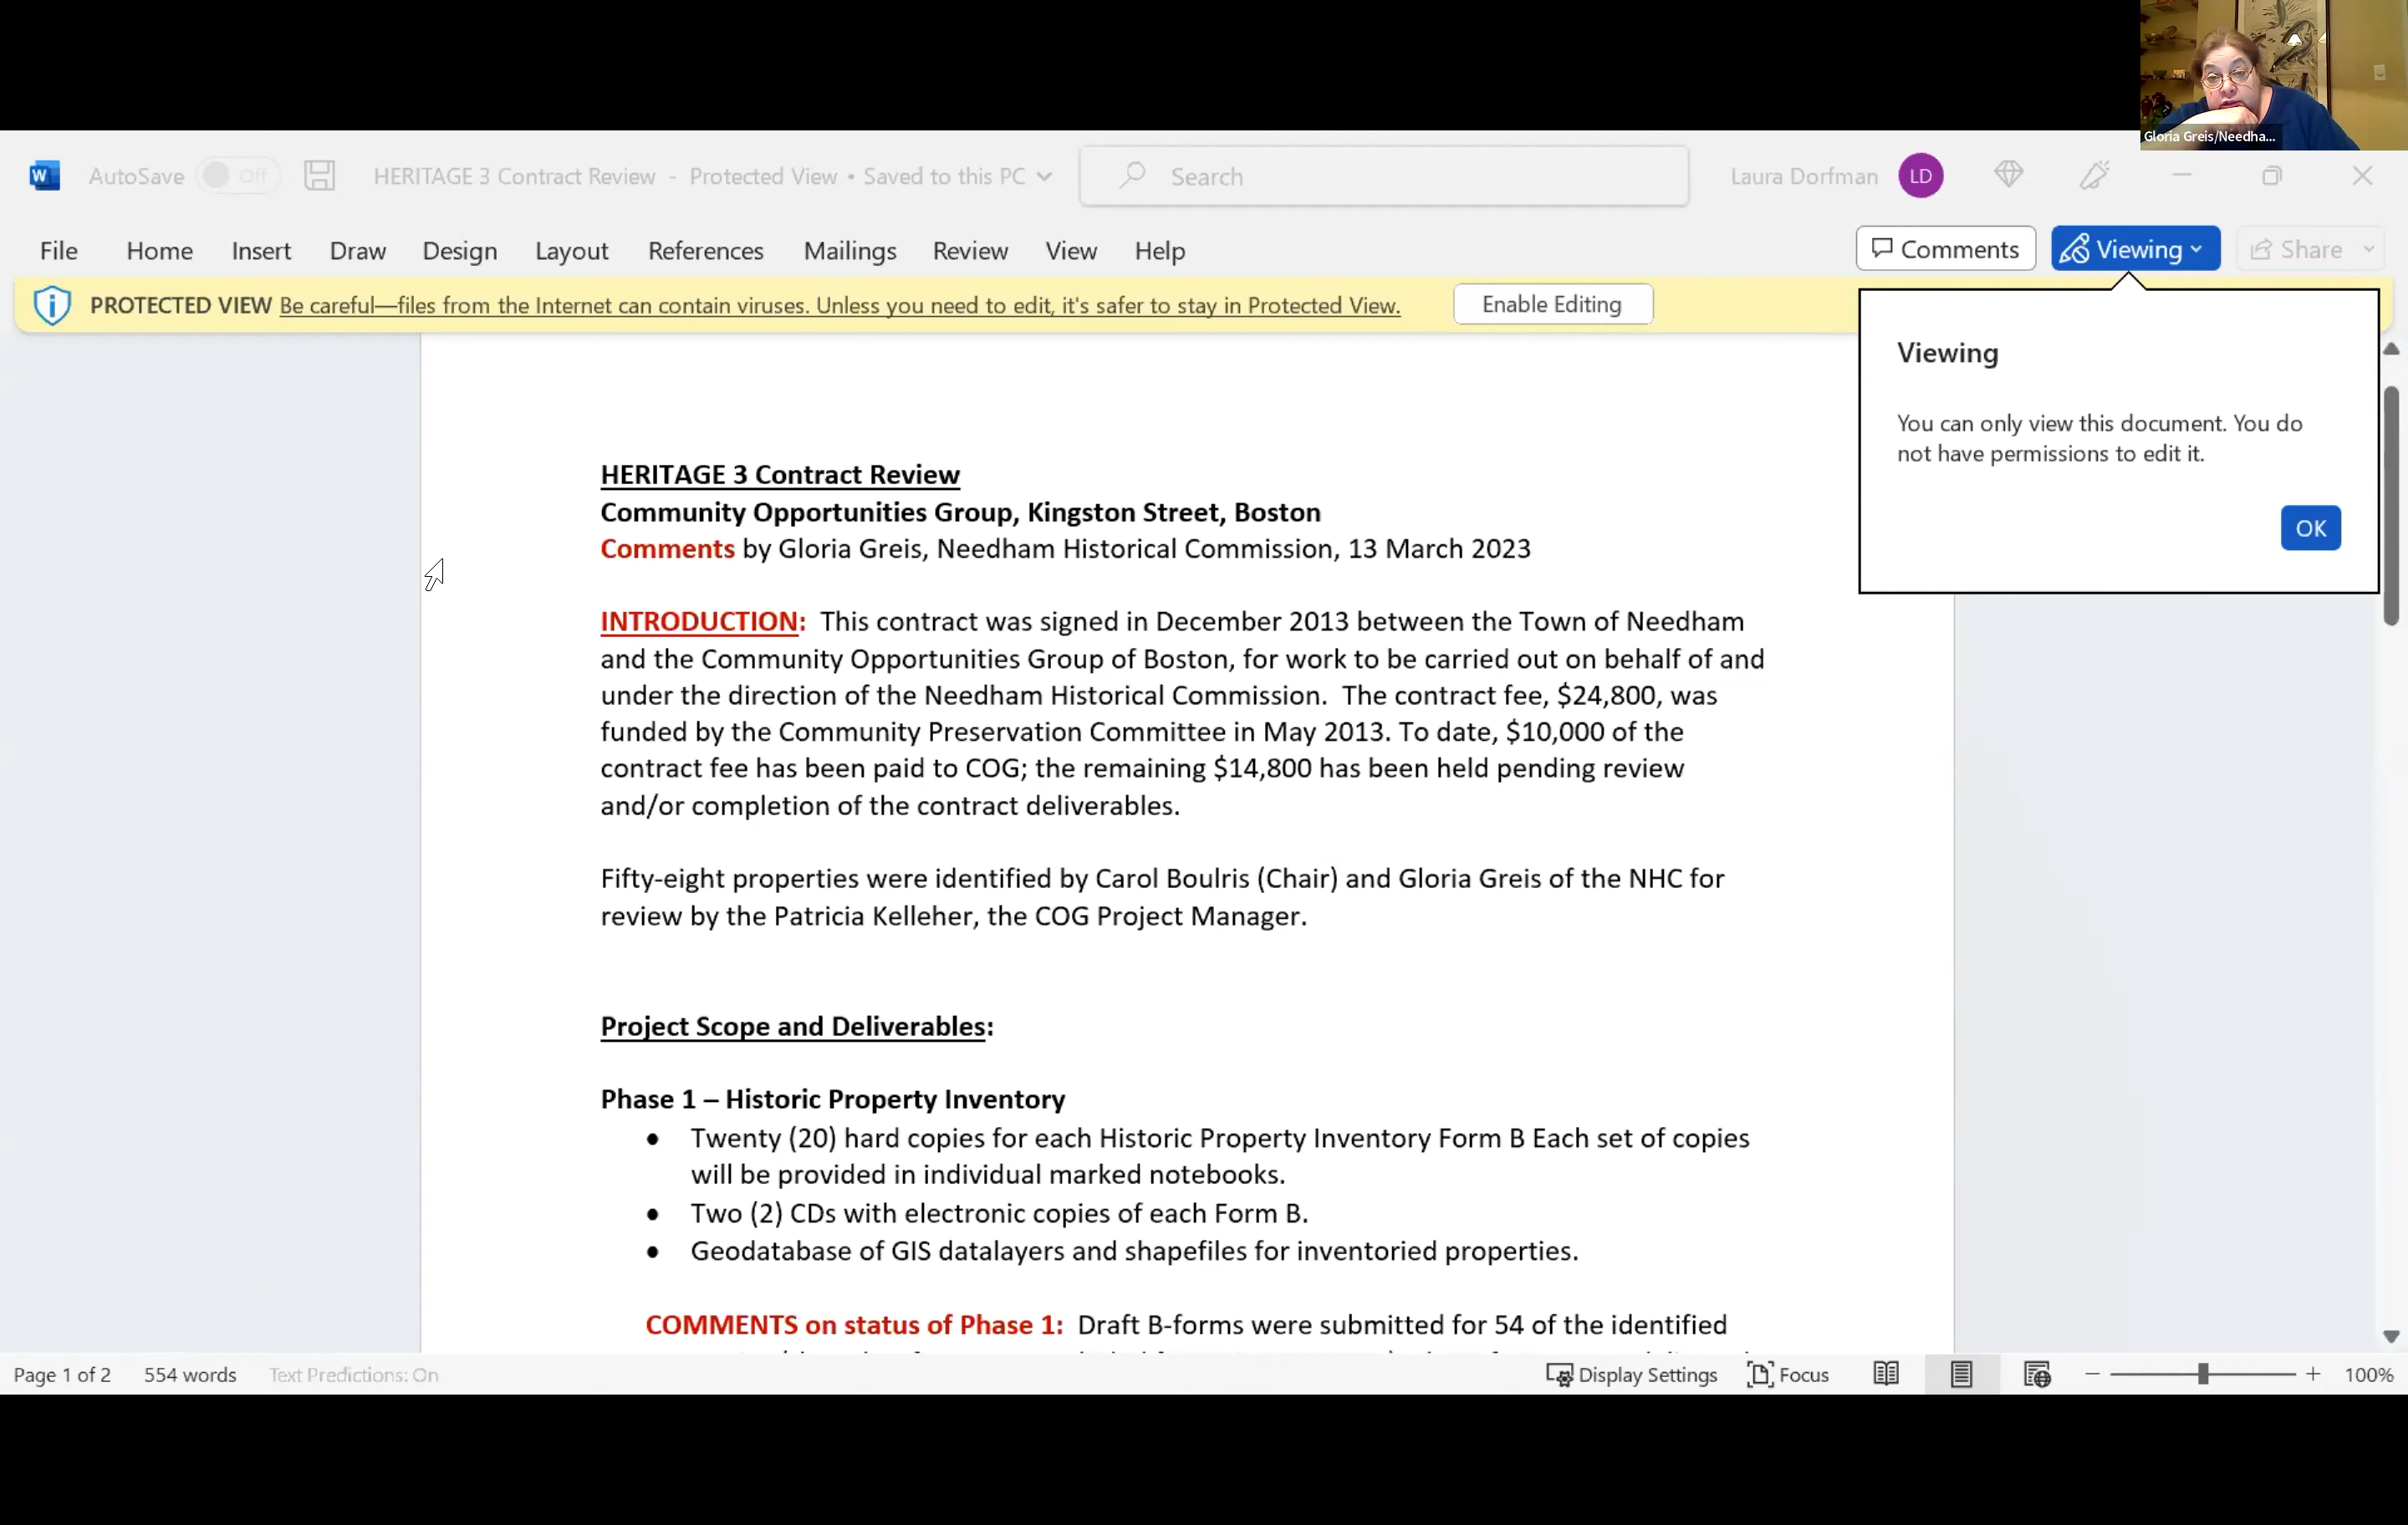 Gloria Greis/Needha...
AutoSave Off HERITAGE 3 Contract Review - Protected View • Saved to this PC Search Laura Dorfman LD
File Home Insert Draw Design Layout References Mailings Review View Help Comments Viewing Share
PROTECTED VIEW Be careful—files from the Internet can contain viruses. Unless you need to edit, it's safer to stay in Protected View. Enable Editing
Viewing
You can only view this document. You do
not have permissions to edit it.
OK
HERITAGE 3 Contract Review
Community Opportunities Group, Kingston Street, Boston
Comments by Gloria Greis, Needham Historical Commission, 13 March 2023
INTRODUCTION: This contract was signed in December 2013 between the Town of Needham
and the Community Opportunities Group of Boston, for work to be carried out on behalf of and
under the direction of the Needham Historical Commission. The contract fee, $24,800, was
funded by the Community Preservation Committee in May 2013. To date, $10,000 of the
contract fee has been paid to COG; the remaining $14,800 has been held pending review
and/or completion of the contract deliverables.
Fifty-eight properties were identified by Carol Boulris (Chair) and Gloria Greis of the NHC for
review by the Patricia Kelleher, the COG Project Manager.
Project Scope and Deliverables:
Phase 1 – Historic Property Inventory
• Twenty (20) hard copies for each Historic Property Inventory Form B Each set of copies
will be provided in individual marked notebooks.
• Two (2) CDs with electronic copies of each Form B.
• Geodatabase of GIS datalayers and shapefiles for inventoried properties.
COMMENTS on status of Phase 1: Draft B-forms were submitted for 54 of the identified
Page 1 of 2 554 words Text Predictions: On Display Settings Focus 100%